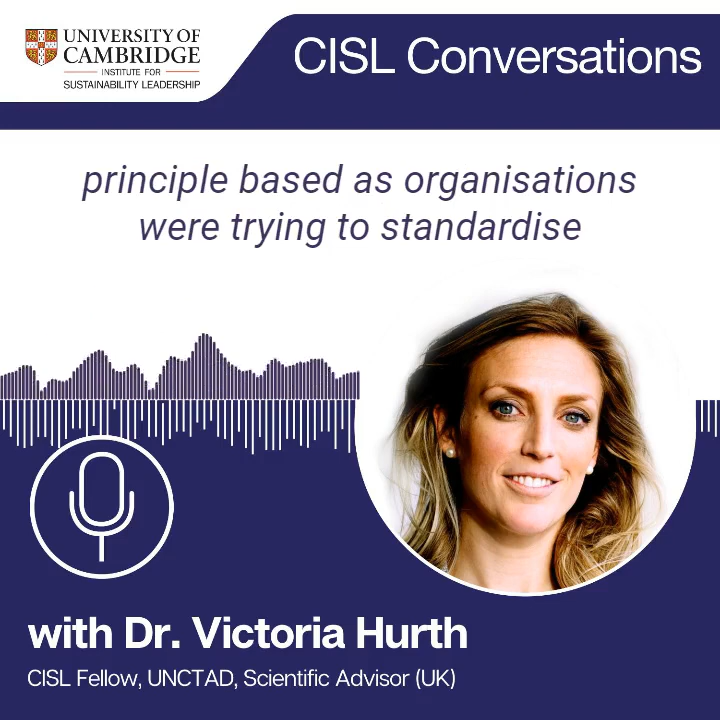 UNIVERSITY OF
CAMBRIDGE
INSTITUTE FOR
SUSTAINABILITY LEADERSHIP
CISL Conversations
principle based as organisations
were trying to standardise
with Dr. Victoria Hurth
CISL Fellow, UNCTAD, Scientific Advisor (UK)